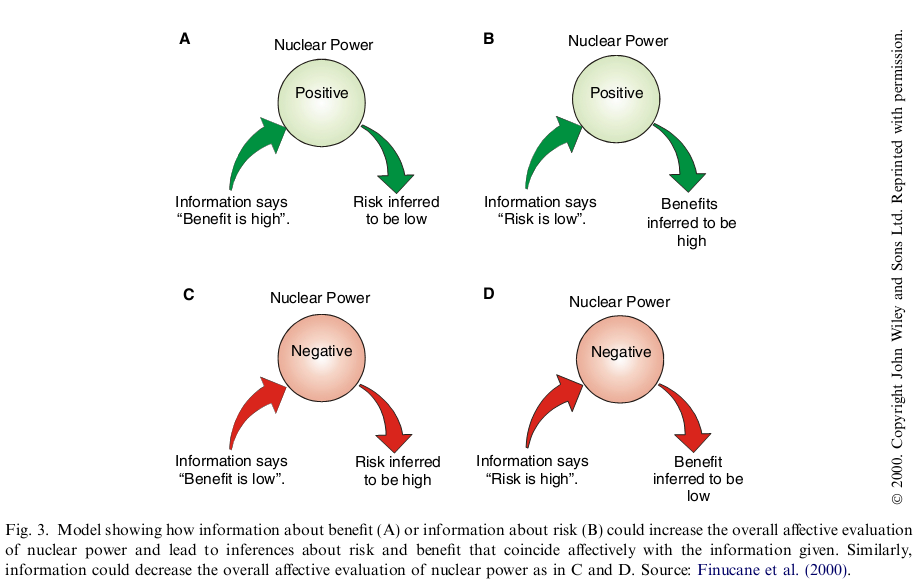 A
Nuclear Power
Positive
Information says
“Benefit is high”.
Risk inferred
to be low
B
Nuclear Power
Positive
Information says
“Risk is low”.
Benefits
inferred to be
high
C
Nuclear Power
Negative
Information says
“Benefit is low”.
Risk inferred
to be high
D
Nuclear Power
Negative
Information says
“Risk is high”.
Benefit
inferred to be
low
© 2000. Copyright John Wiley and Sons Ltd. Reprinted with permission.
Fig. 3. Model showing how information about benefit (A) or information about risk (B) could increase the overall affective evaluation
of nuclear power and lead to inferences about risk and benefit that coincide affectively with the information given. Similarly,
information could decrease the overall affective evaluation of nuclear power as in C and D. Source: Finucane et al. (2000).